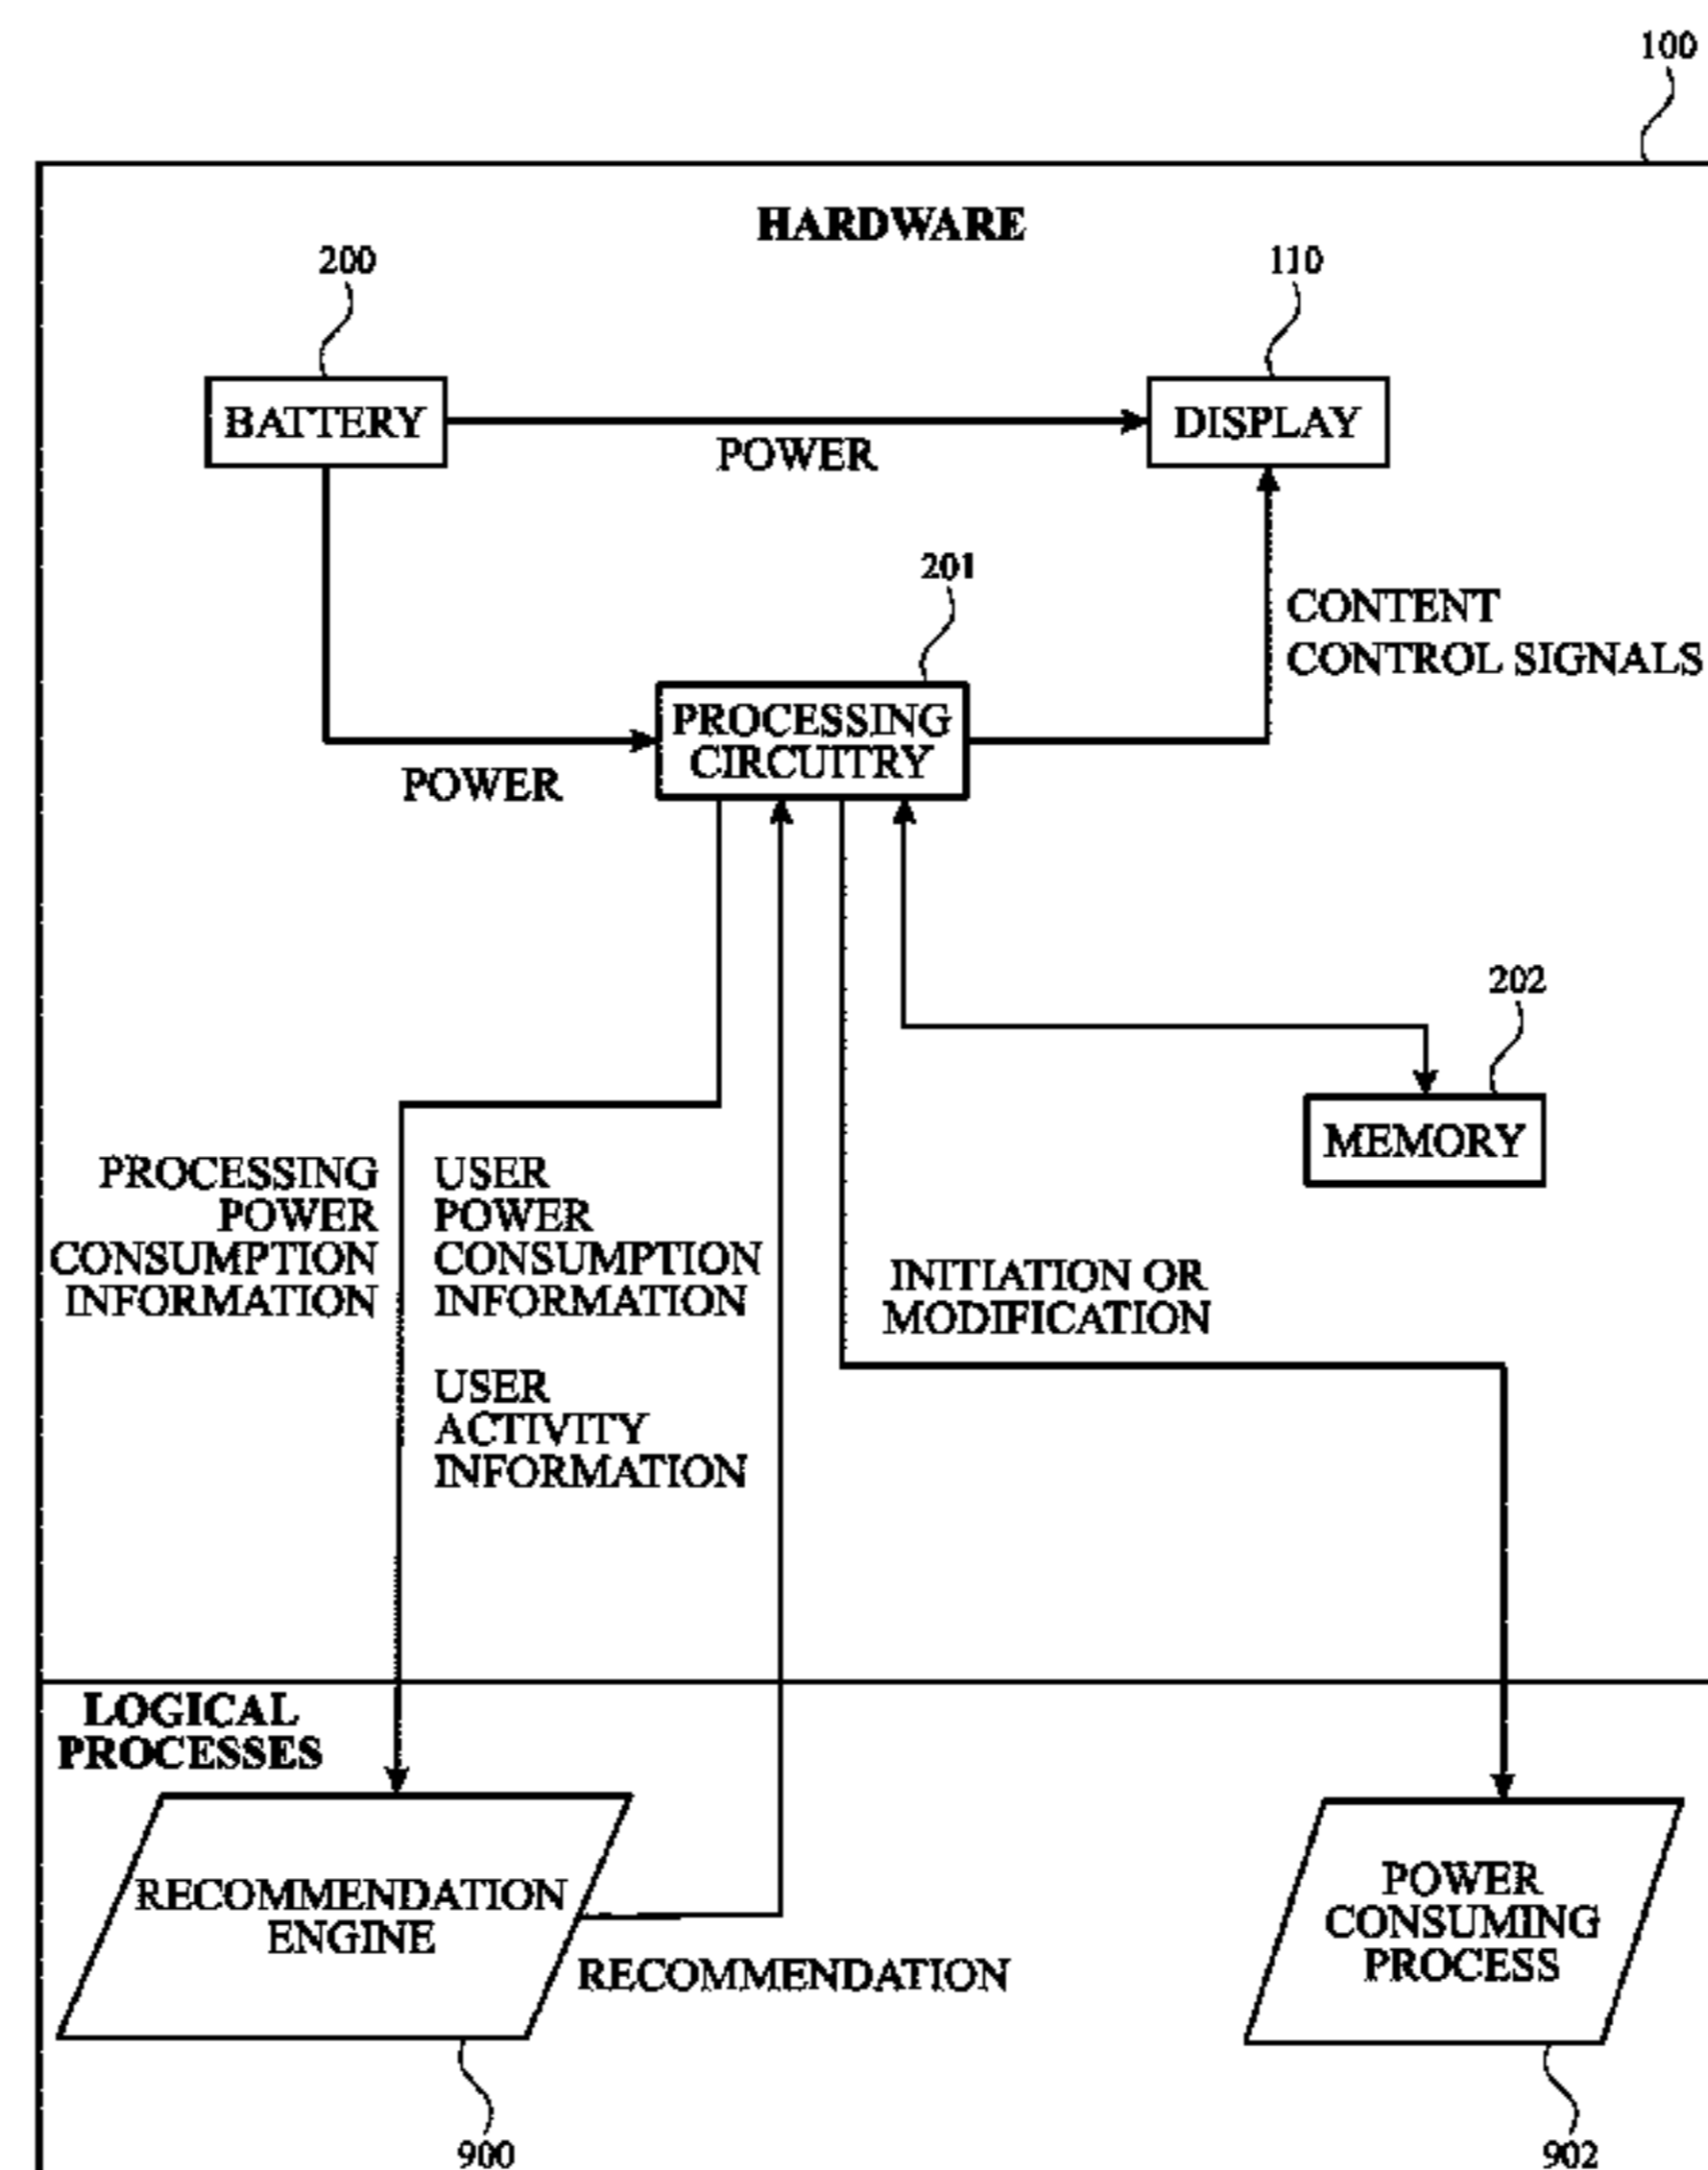 100
HARDWARE
200
110
BATTERY
DISPLAY
POWER
201
CONTENT
CONTROL SIGNALS
PROCESSING
CIRCUITRY
POWER
202
MEMORY
PROCESSING
POWER
CONSUMPTION
INFORMATION
USER
POWER
CONSUMPTION
INFORMATION
USER
ACTIVITY
INFORMATION
INITIATION OR
MODIFICATION
LOGICAL
PROCESSES
RECOMMENDATION
ENGINE
RECOMMENDATION
POWER
CONSUMING
PROCESS
900
902